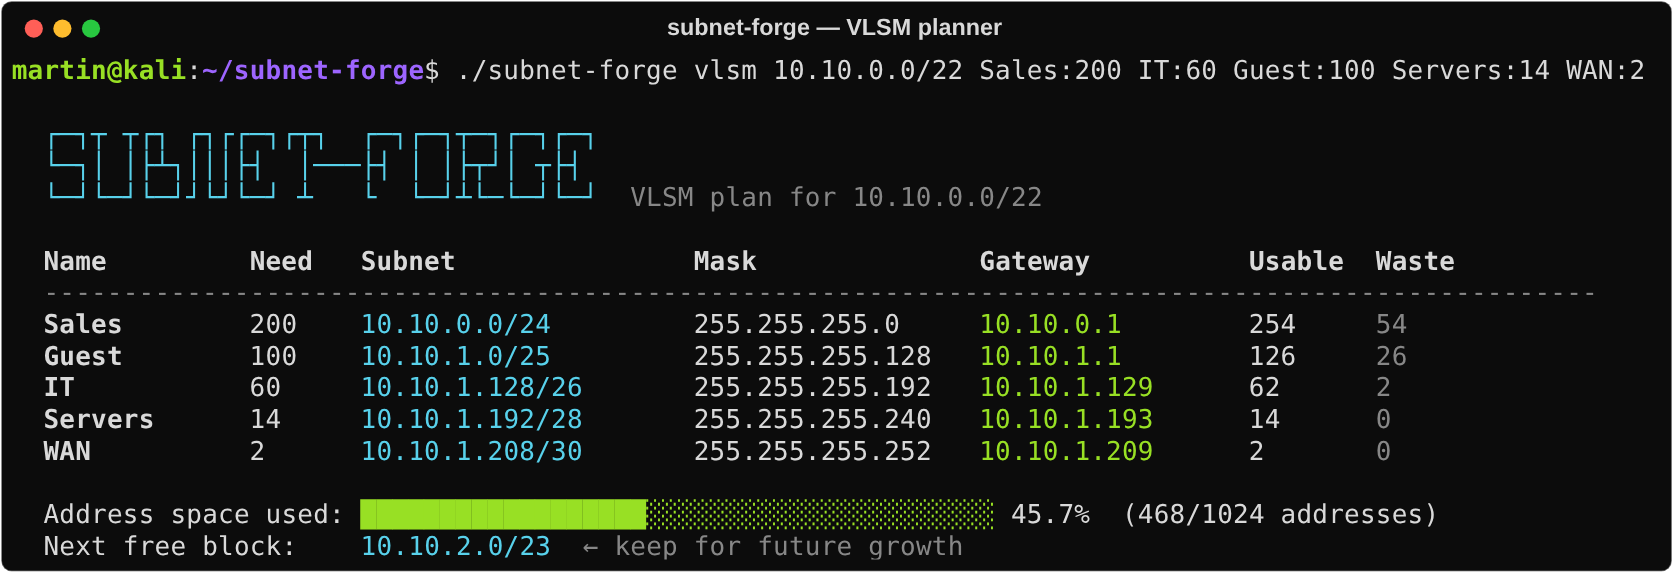 subnet-forge — VLSM planner
martin@kali:~/subnet-forge$ ./subnet-forge vlsm 10.10.0.0/22 Sales:200 IT:60 Guest:100 Servers:14 WAN:2
SUBNET-FORGE
VLSM plan for 10.10.0.0/22
Name Need Subnet Mask Gateway Usable Waste
--------------------------------------------------------------------------------------------------
Sales 200 10.10.0.0/24 255.255.255.0 10.10.0.1 254 54
Guest 100 10.10.1.0/25 255.255.255.128 10.10.1.1 126 26
IT 60 10.10.1.128/26 255.255.255.192 10.10.1.129 62 2
Servers 14 10.10.1.192/28 255.255.255.240 10.10.1.193 14 0
WAN 2 10.10.1.208/30 255.255.255.252 10.10.1.209 2 0
Address space used: 45.7% (468/1024 addresses)
Next free block: 10.10.2.0/23 ← keep for future growth